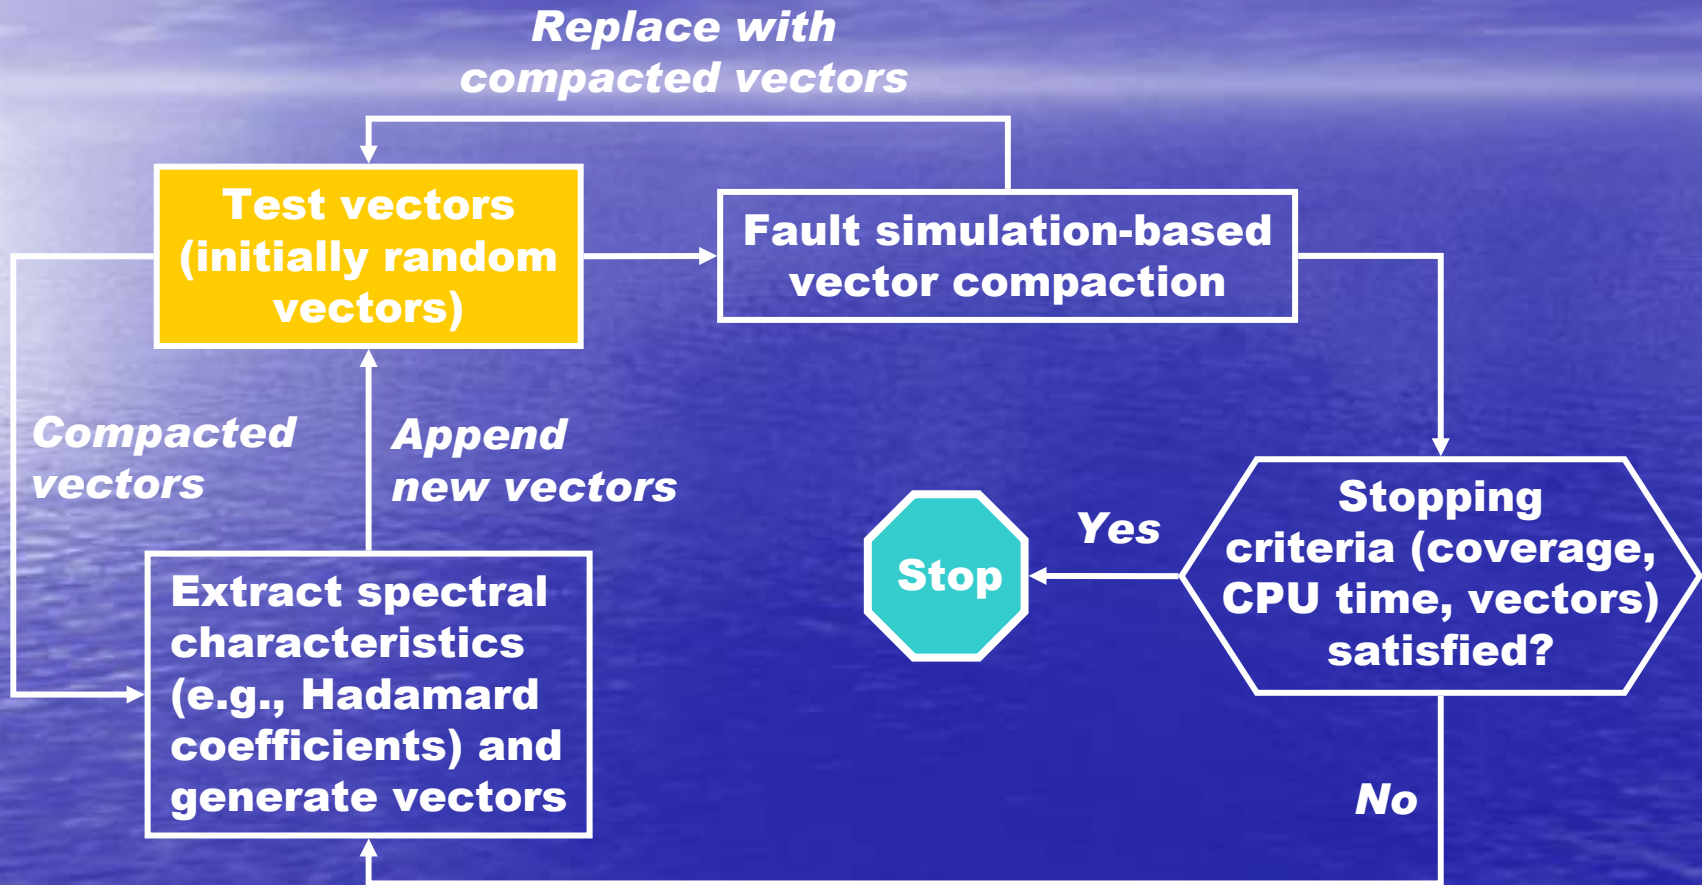 Replace with
compacted vectors
Test vectors
(initially random
vectors)
Fault simulation-based
vector compaction
Compacted
vectors
Append
new vectors
Stop
Yes
Stopping
criteria (coverage,
CPU time, vectors)
satisfied?
Extract spectral
characteristics
(e.g., Hadamard
coefficients) and
generate vectors
No